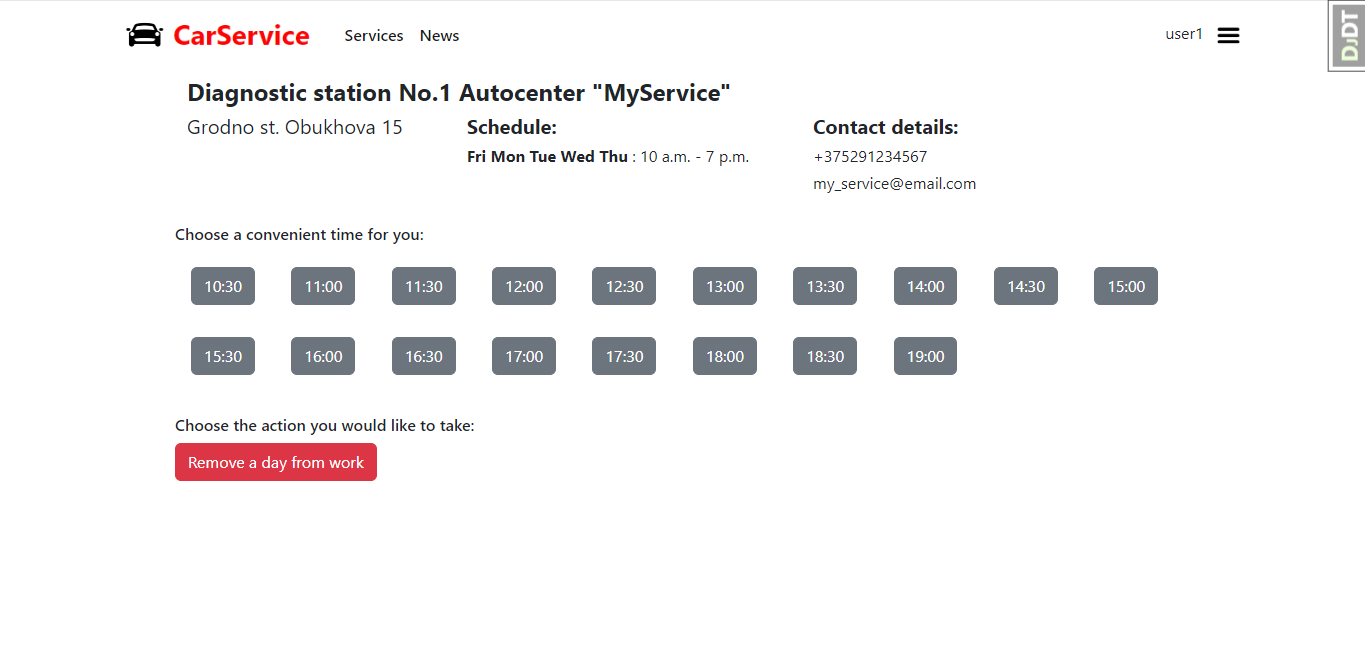 CarService Services News user1
DjDT
Diagnostic station No.1 Autocenter "MyService"
Grodno st. Obukhova 15
Schedule:
Fri Mon Tue Wed Thu : 10 a.m. - 7 p.m.
Contact details:
+375291234567
my_service@email.com
Choose a convenient time for you:
10:30 11:00 11:30 12:00 12:30 13:00 13:30 14:00 14:30 15:00
15:30 16:00 16:30 17:00 17:30 18:00 18:30 19:00
Choose the action you would like to take:
Remove a day from work